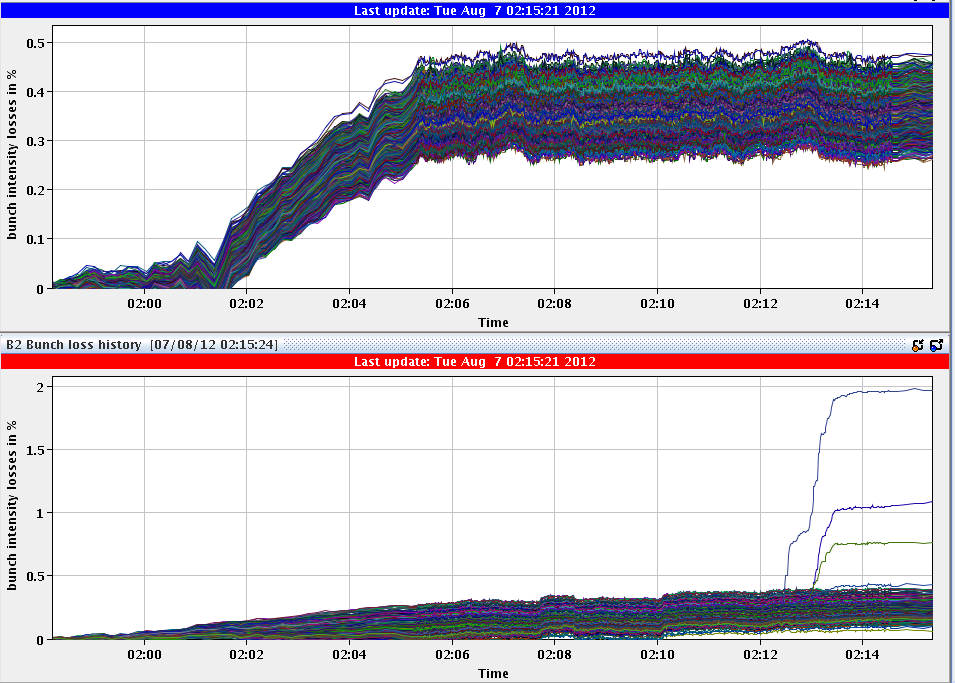 Last update: Tue Aug 7 02:15:21 2012
0.5
0.4
0.3
0.2
0.1
0
bunch intensity losses in %
02:00 02:02 02:04 02:06 02:08 02:10 02:12 02:14
Time
B2 Bunch loss history [07/08/12 02:15:24]
Last update: Tue Aug 7 02:15:21 2012
2
1.5
1
0.5
0
bunch intensity losses in %
02:00 02:02 02:04 02:06 02:08 02:10 02:12 02:14
Time